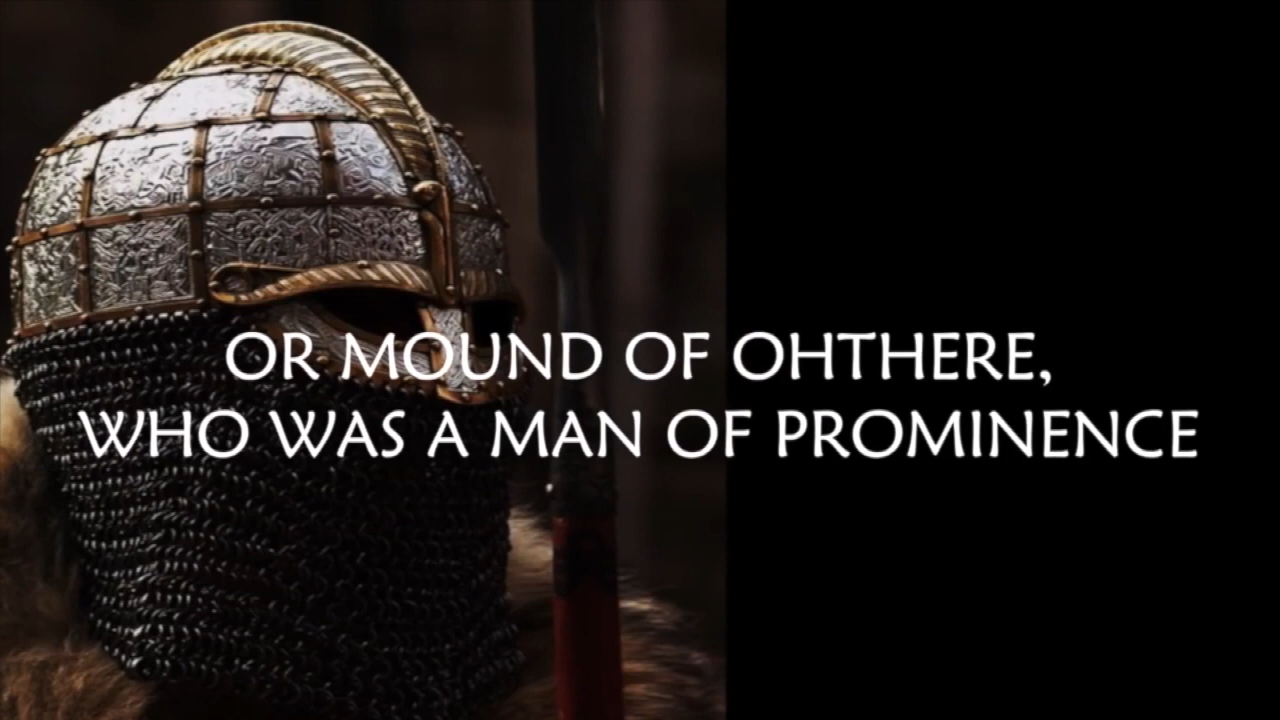 OR MOUND OF OHTHERE,
WHO WAS A MAN OF PROMINENCE